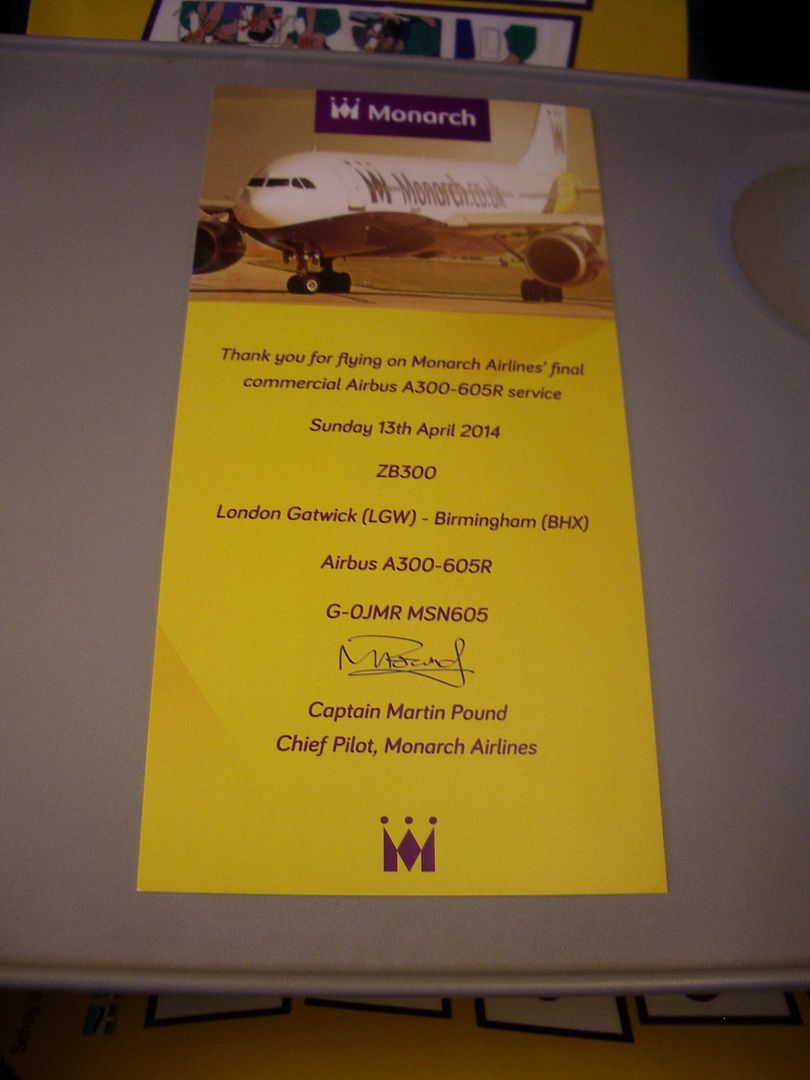 Monarch
Monarch.co.uk
Thank you for flying on Monarch Airlines' final
commercial Airbus A300-605R service
Sunday 13th April 2014
ZB300
London Gatwick (LGW) - Birmingham (BHX)
Airbus A300-605R
G-OJMR MSN605
Captain Martin Pound
Chief Pilot, Monarch Airlines
Safety